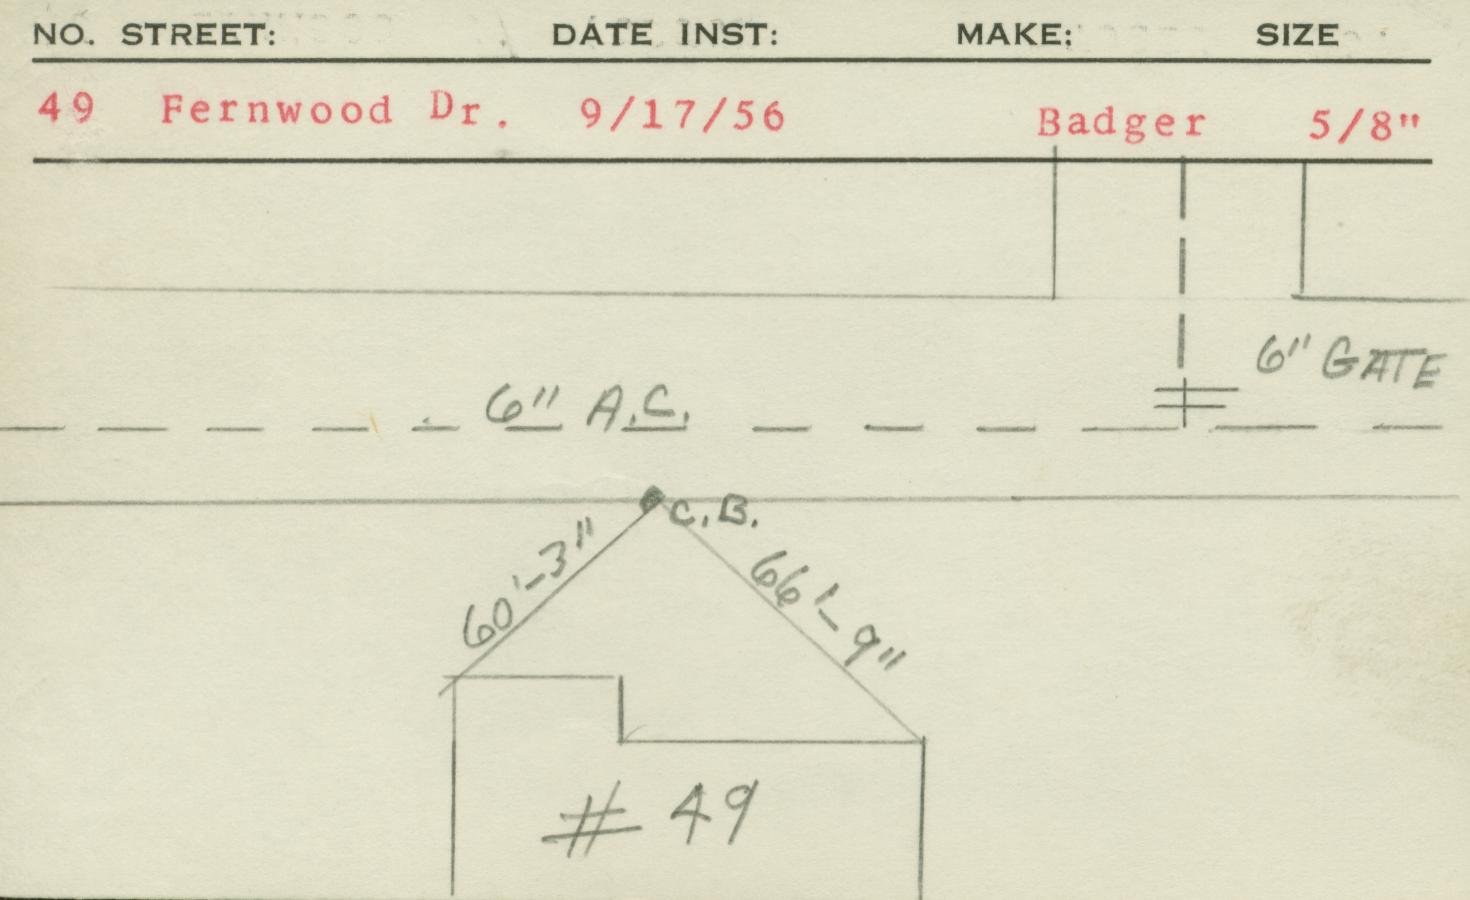 NO. STREET: DATE INST: MAKE: SIZE
49 Fernwood Dr. 9/17/56 Badger 5/8"
6" GATE
6" A.C.
C.B.
60'-3"
66'-9"
# 49